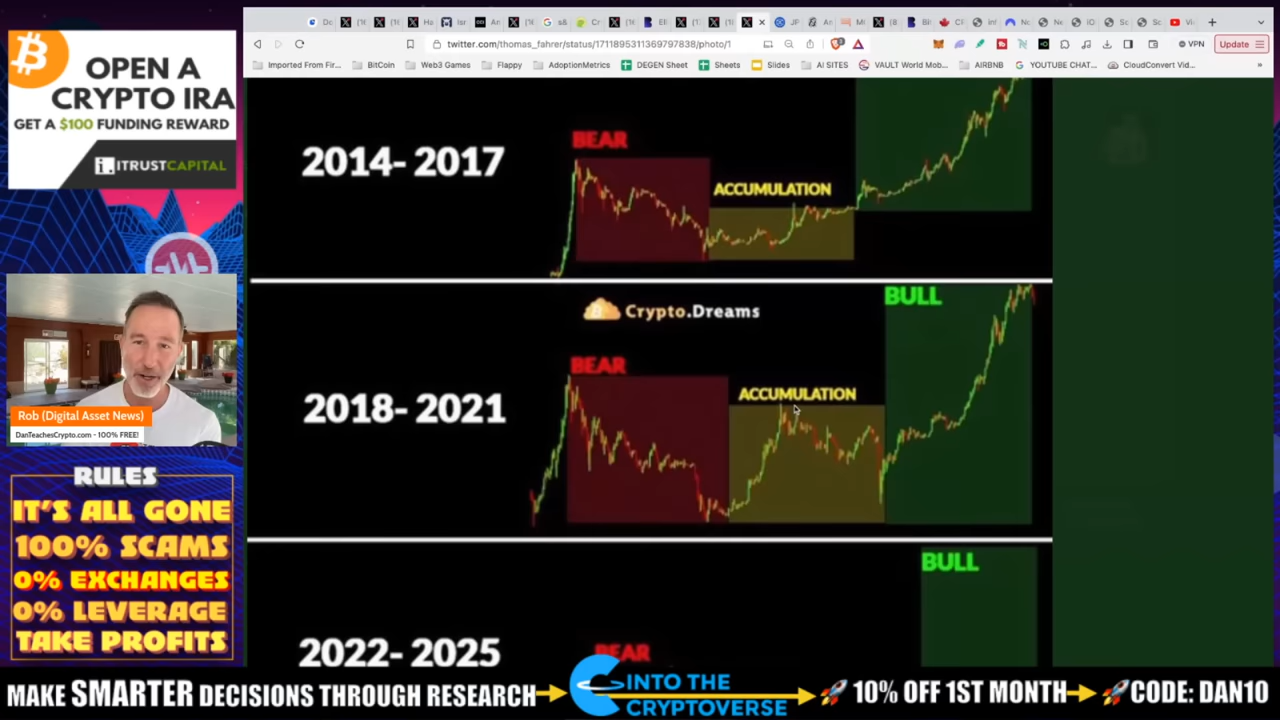 OPEN A
CRYPTO IRA
GET A $100 FUNDING REWARD
ITRUSTCAPITAL
twitter.com/thomas_fahrer/status/1711895311369797838/photo/1
VPN
Update
Imported From Fir...
BitCoin
Web3 Games
Flappy
AdoptionMetrics
DEGEN Sheet
Sheets
Slides
AI SITES
VAULT World Mob...
AIRBNB
YOUTUBE CHAT...
CloudConvert Vid...
»
2014- 2017
BEAR
ACCUMULATION
Crypto.Dreams
2018- 2021
BEAR
ACCUMULATION
BULL
2022- 2025
BEAR
BULL
Rob (Digital Asset News)
DanTeachesCrypto.com - 100% FREE!
RULES
IT'S ALL GONE
100% SCAMS
0% EXCHANGES
0% LEVERAGE
TAKE PROFITS
MAKE SMARTER DECISIONS THROUGH RESEARCH
INTO THE
CRYPTOVERSE
10% OFF 1ST MONTH
CODE: DAN10